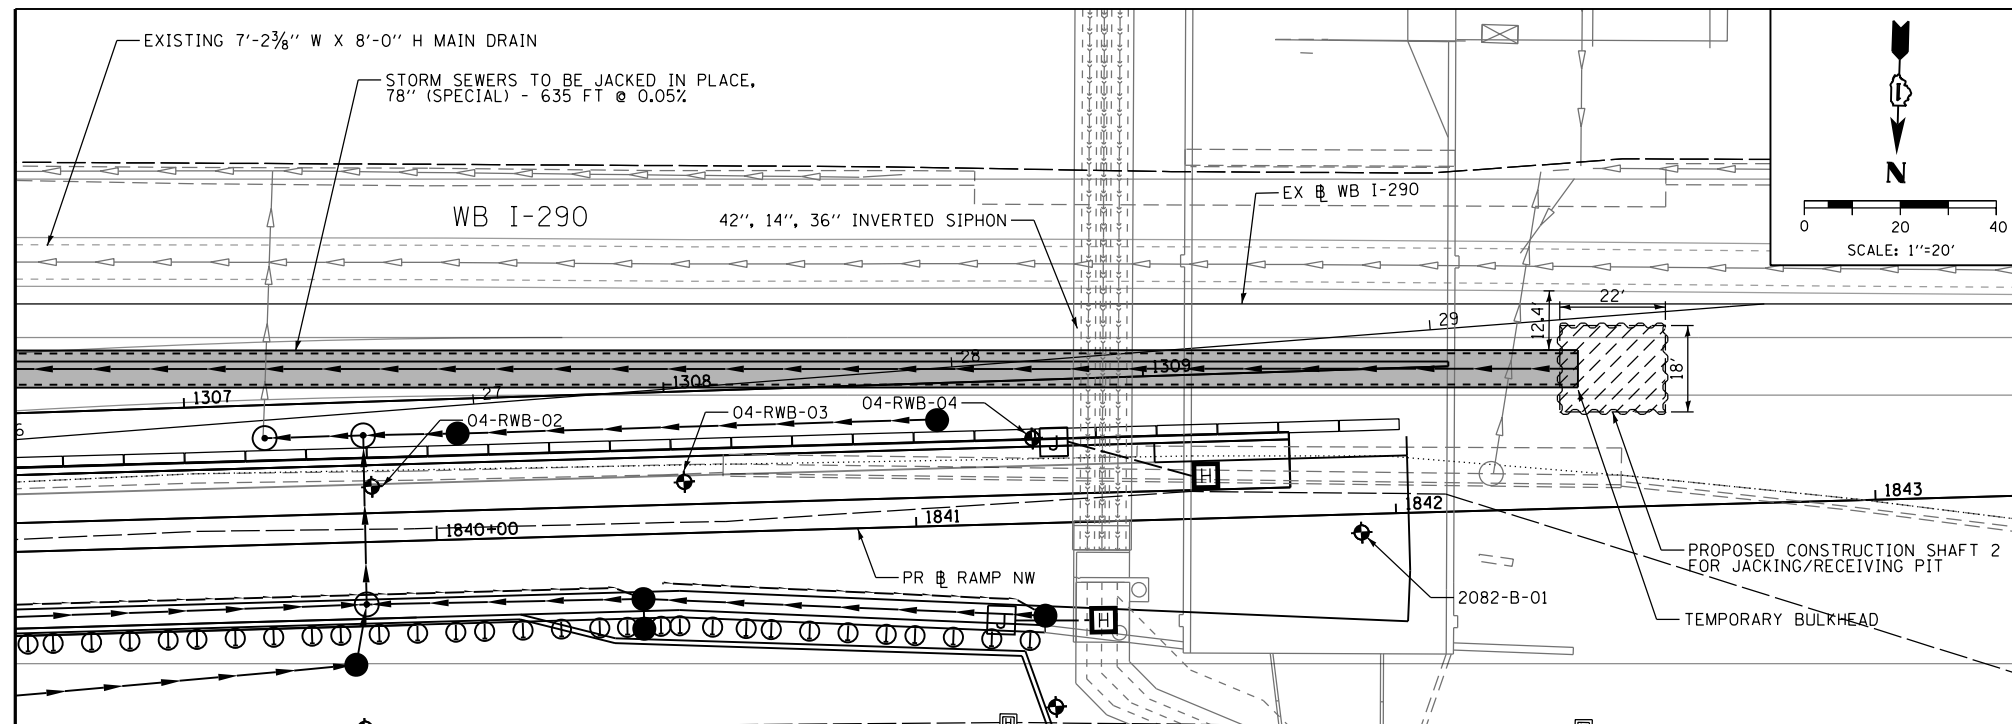 EXISTING 7'-2⅜" W X 8'-0" H MAIN DRAIN
STORM SEWERS TO BE JACKED IN PLACE,
78" (SPECIAL) - 635 FT @ 0.05%
WB I-290
42", 14", 36" INVERTED SIPHON
EX BL WB I-290
N
0 20 40
SCALE: 1"=20'
22'
12.4'
18'
29
28
27
6
1307
1308
1309
04-RWB-02
04-RWB-03
04-RWB-04
J
H
1840+00
1841
1842
1843
PR BL RAMP NW
2082-B-01
PROPOSED CONSTRUCTION SHAFT 2
FOR JACKING/RECEIVING PIT
TEMPORARY BULKHEAD
J
H
H